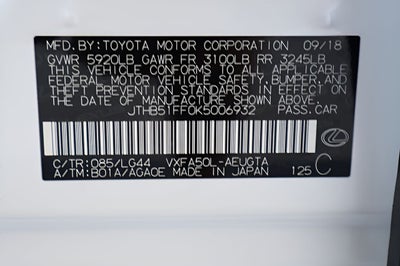 MFD. BY: TOYOTA MOTOR CORPORATION 09/18
GVWR 5920LB GAWR FR 3100LB RR 3245LB
THIS VEHICLE CONFORMS TO ALL APPLICABLE
FEDERAL MOTOR VEHICLE SAFETY, BUMPER, AND
THEFT PREVENTION STANDARDS IN EFFECT ON
THE DATE OF MANUFACTURE SHOWN ABOVE.
JTHB51FF0K5006932 PASS.CAR
C/TR: 085/LG44 VXFA50L-AEUGTA
A/TM: B01A/AGA0E MADE IN JAPAN 125 C